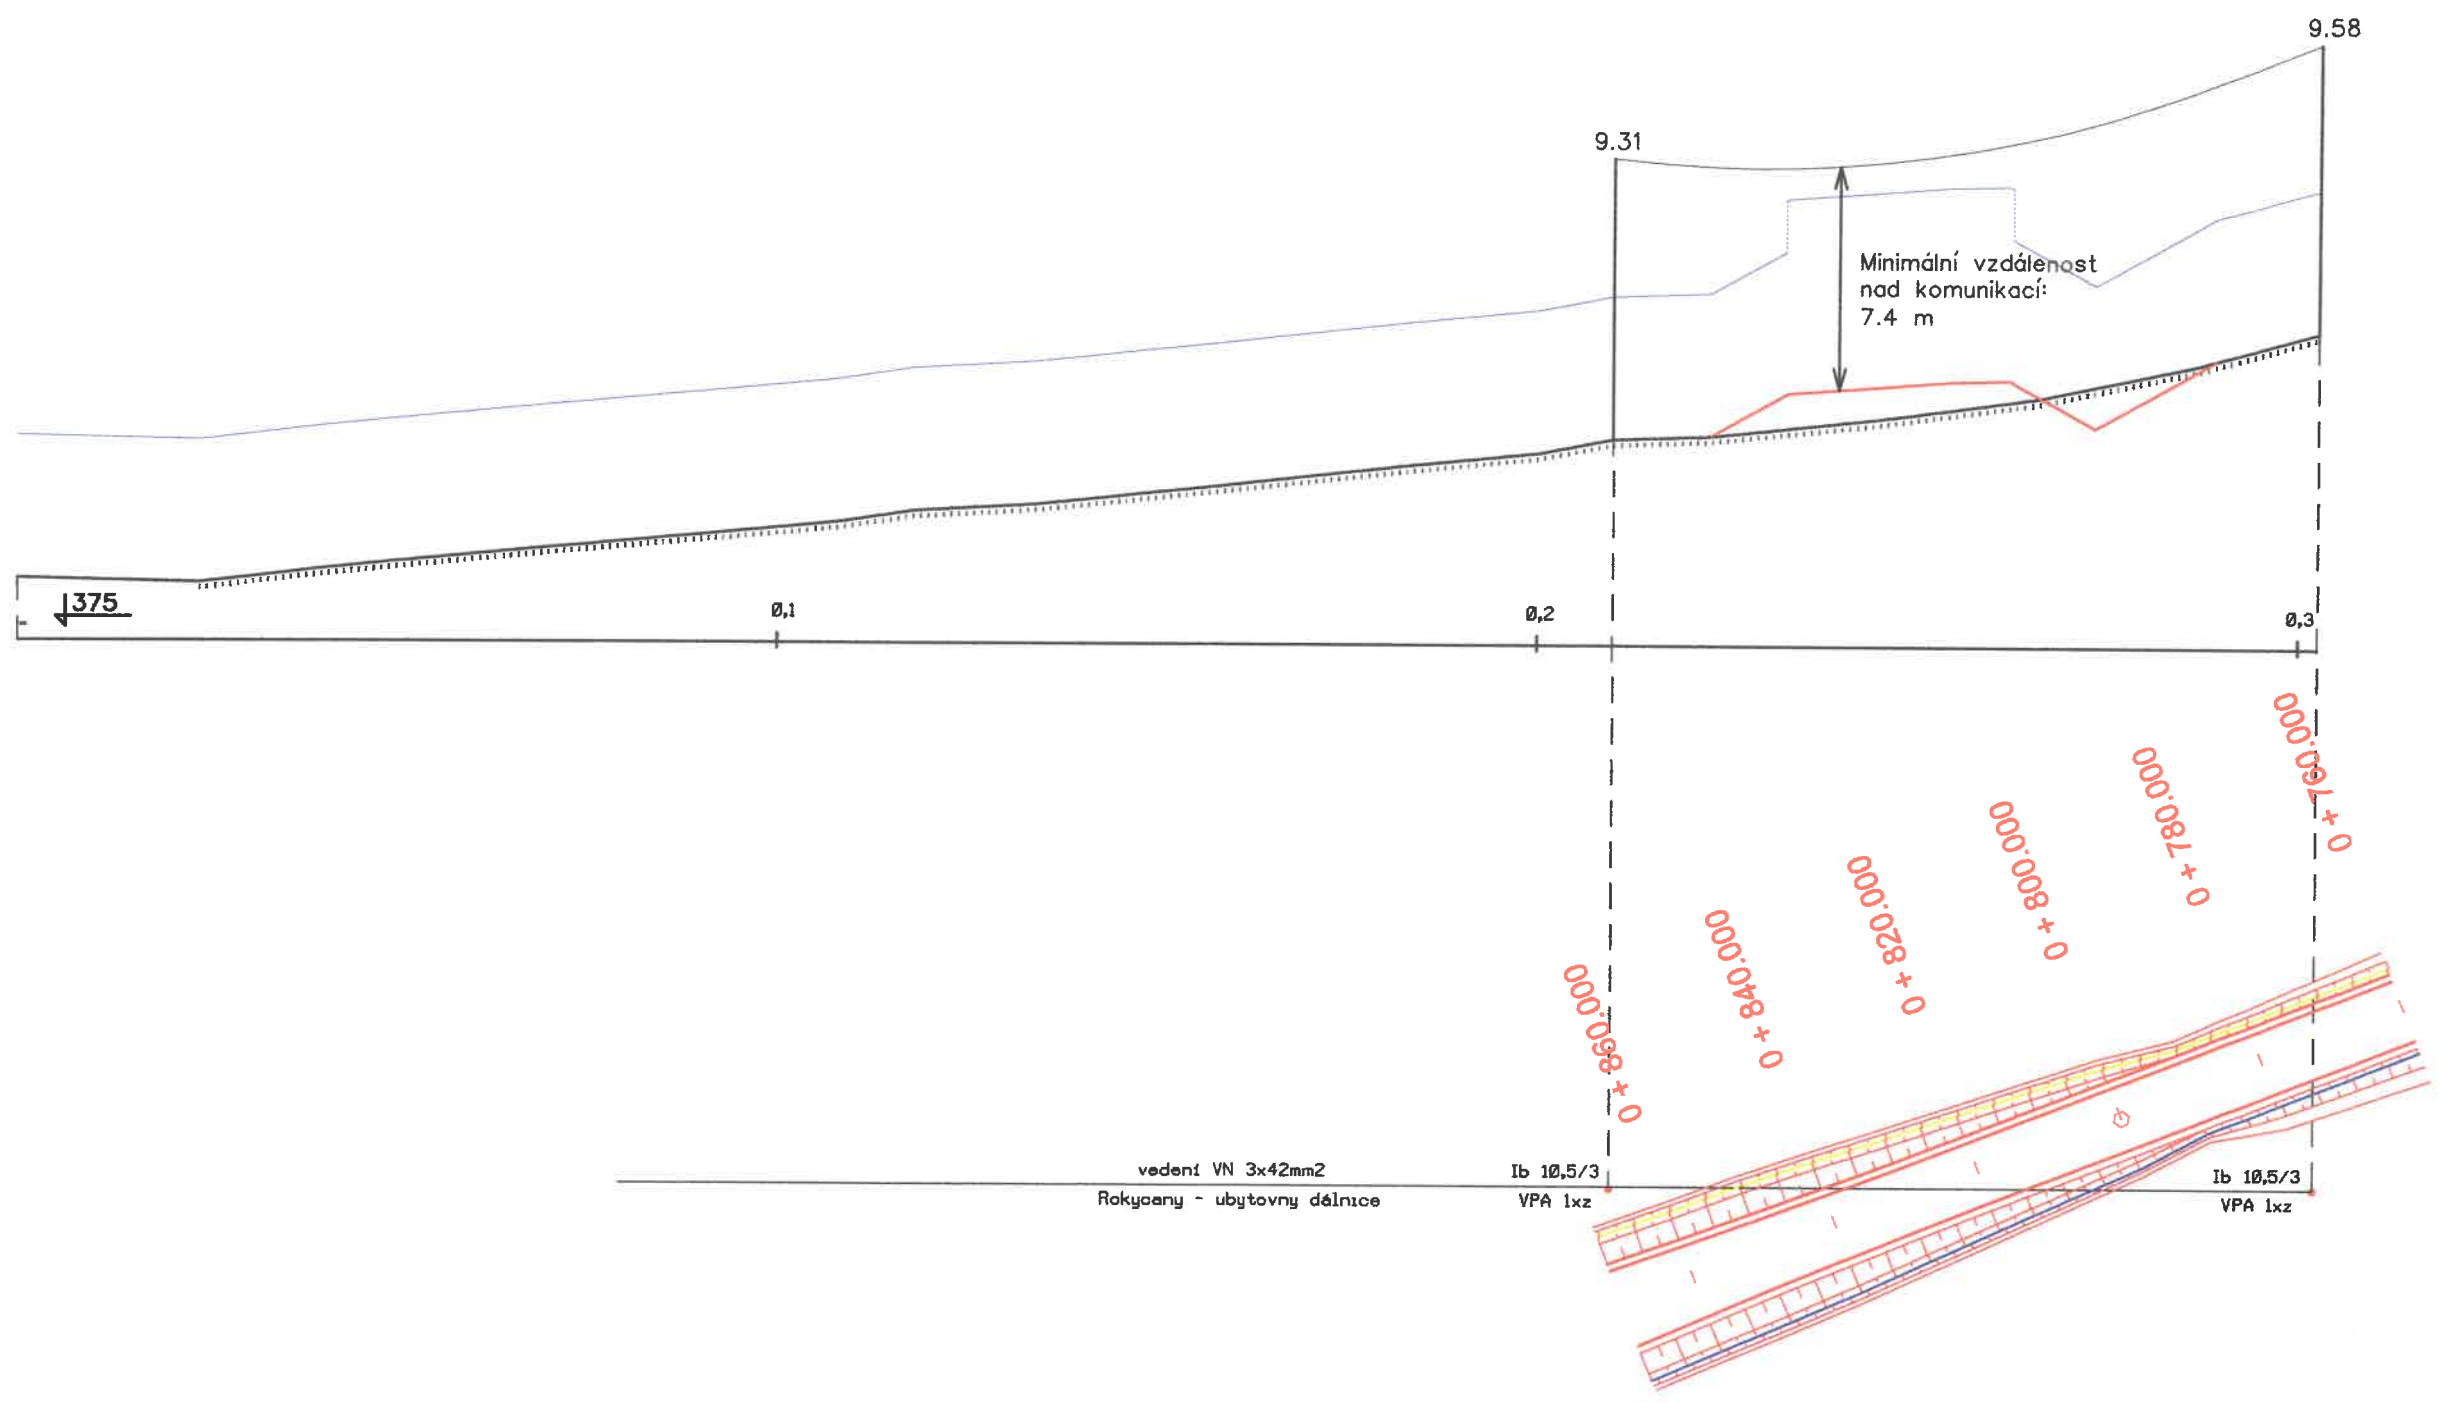 9.58
9.31
Minimální vzdálenost
nad komunikací:
7.4 m
375
0,1
0,2
0,3
0+760.000
0+780.000
0+800.000
0+820.000
0+840.000
0+860.000
vedení VN 3x42mm2
Rokycany - ubytovny dálnice
Ib 10,5/3
VPA 1xz
Ib 10,5/3
VPA 1xz